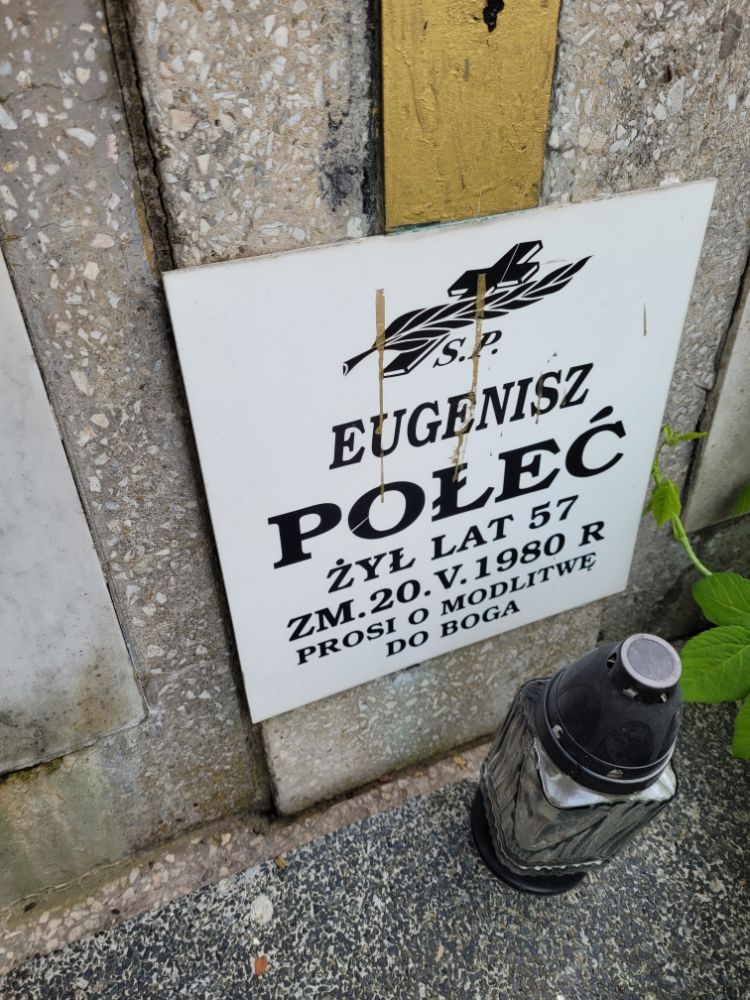 S.P.
EUGENISZ
POŁEĆ
ŻYŁ LAT 57
ZM.20.V.1980 R
PROSI O MODLITWĘ
DO BOGA